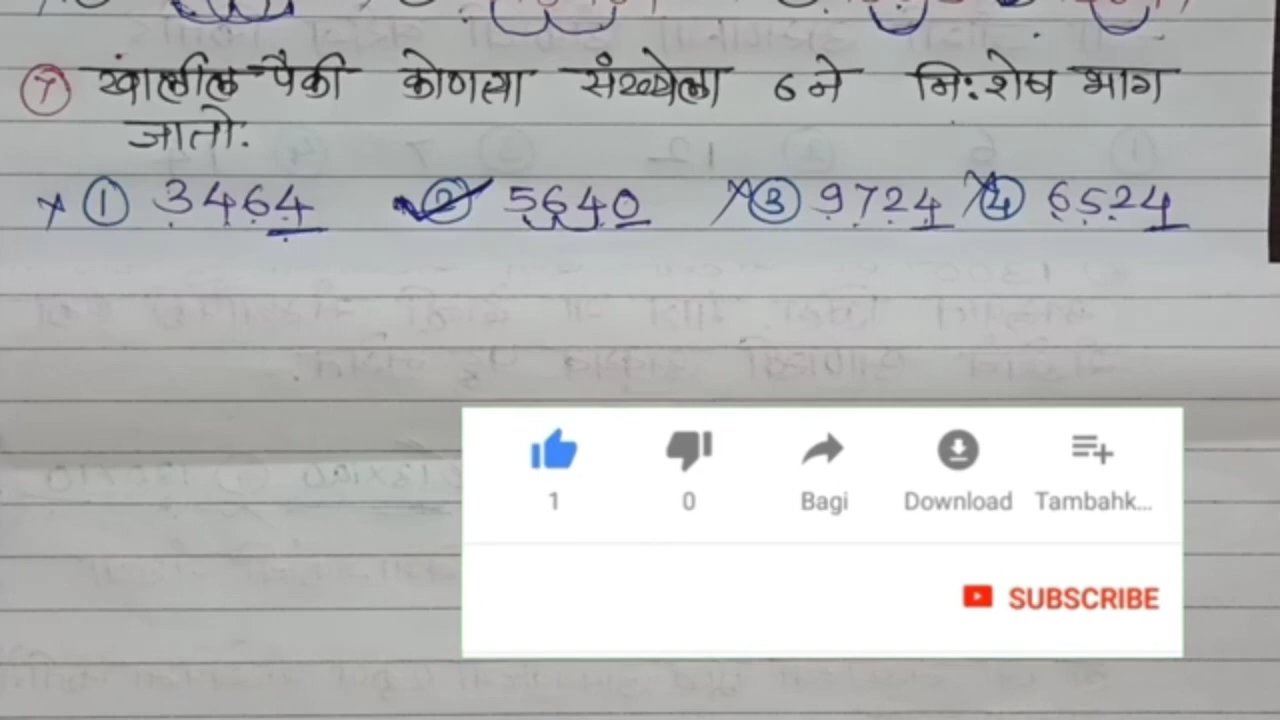 7 खालील पैकी कोणत्या संख्येला 6 ने नि:शेष भाग
जातो.
1 3464 2 5640 3 9724 4 6524
1 0 Bagi Download Tambahk...
SUBSCRIBE